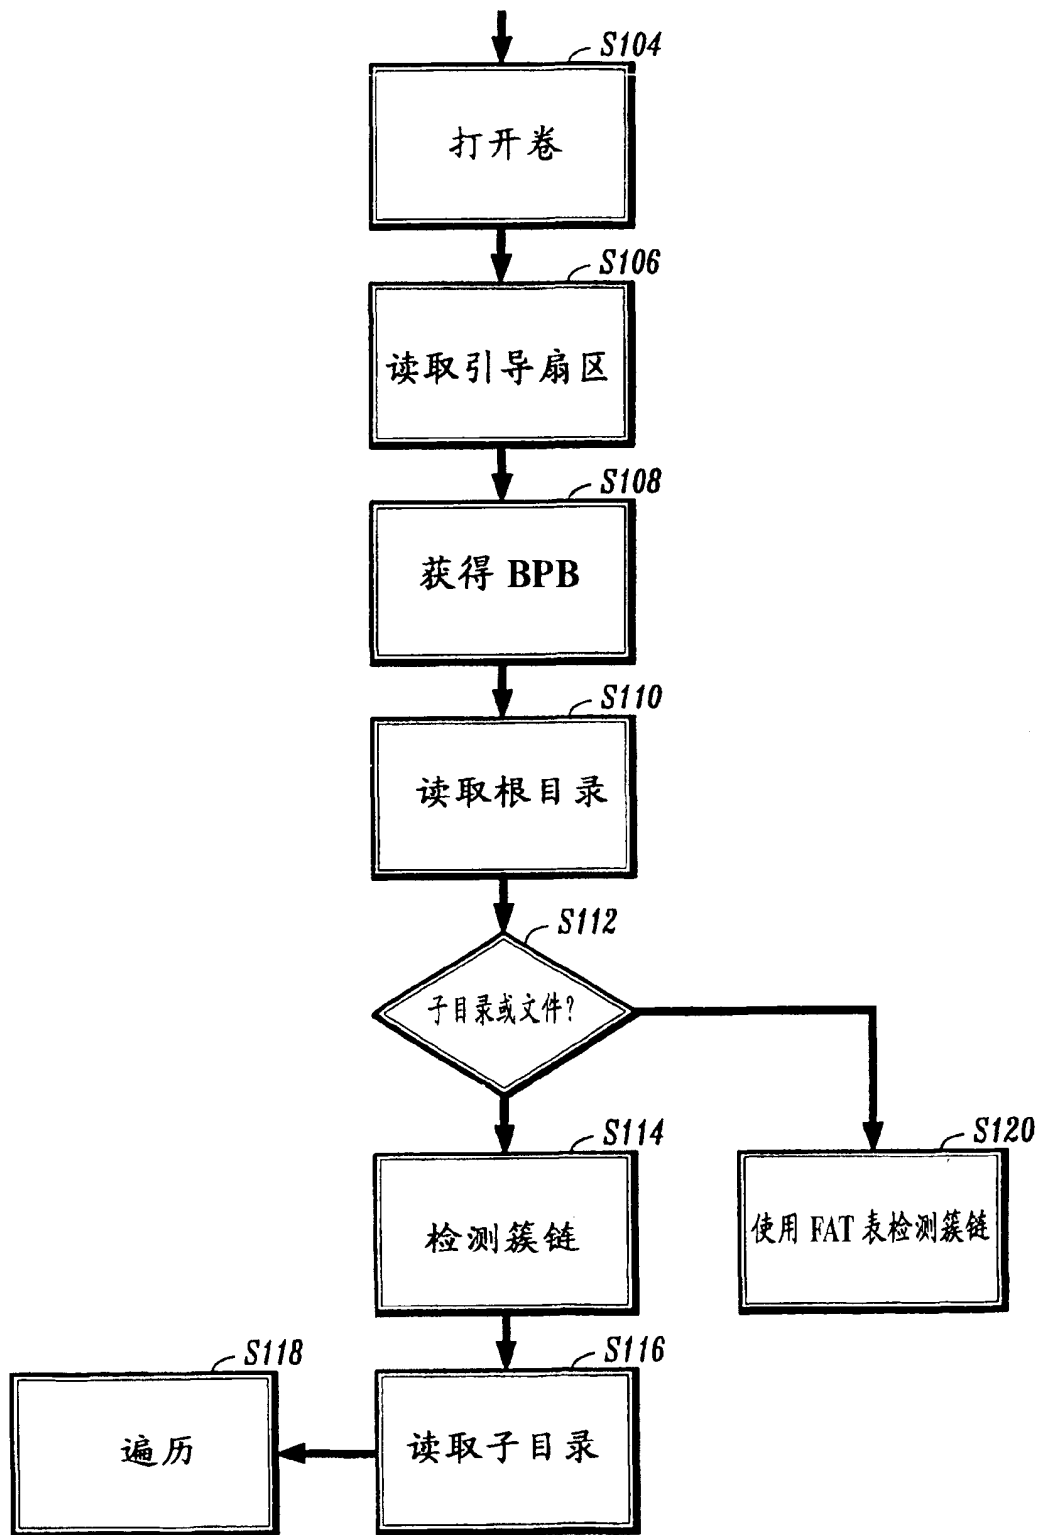 S104
打开卷
S106
读取引导扇区
S108
获得 BPB
S110
读取根目录
S112
子目录或文件?
S114
检测簇链
S120
使用 FAT 表检测簇链
S116
读取子目录
S118
遍历